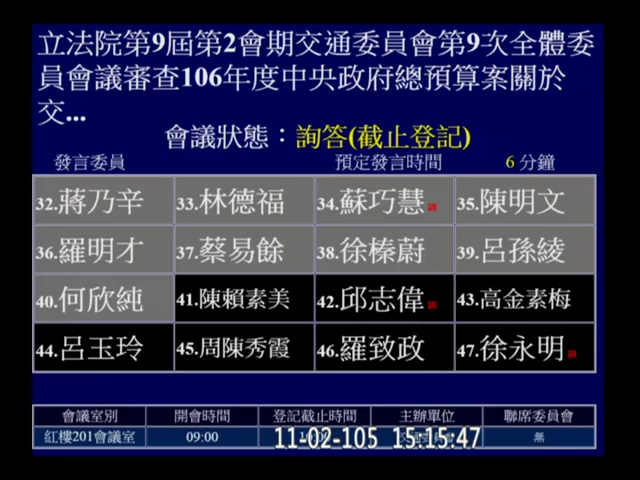 立法院第9屆第2會期交通委員會第9次全體委
員會議審查106年度中央政府總預算案關於
交...
會議狀態：詢答(截止登記)
發言委員 預定發言時間 6 分鐘
32.蔣乃辛 33.林德福 34.蘇巧慧 35.陳明文
36.羅明才 37.蔡易餘 38.徐榛蔚 39.呂孫綾
40.何欣純 41.陳賴素美 42.邱志偉 43.高金素梅
44.呂玉玲 45.周陳秀霞 46.羅致政 47.徐永明
會議室別 開會時間 登記截止時間 主辦單位 聯席委員會
紅樓201會議室 09:00 無
11-02-105 15:15:47